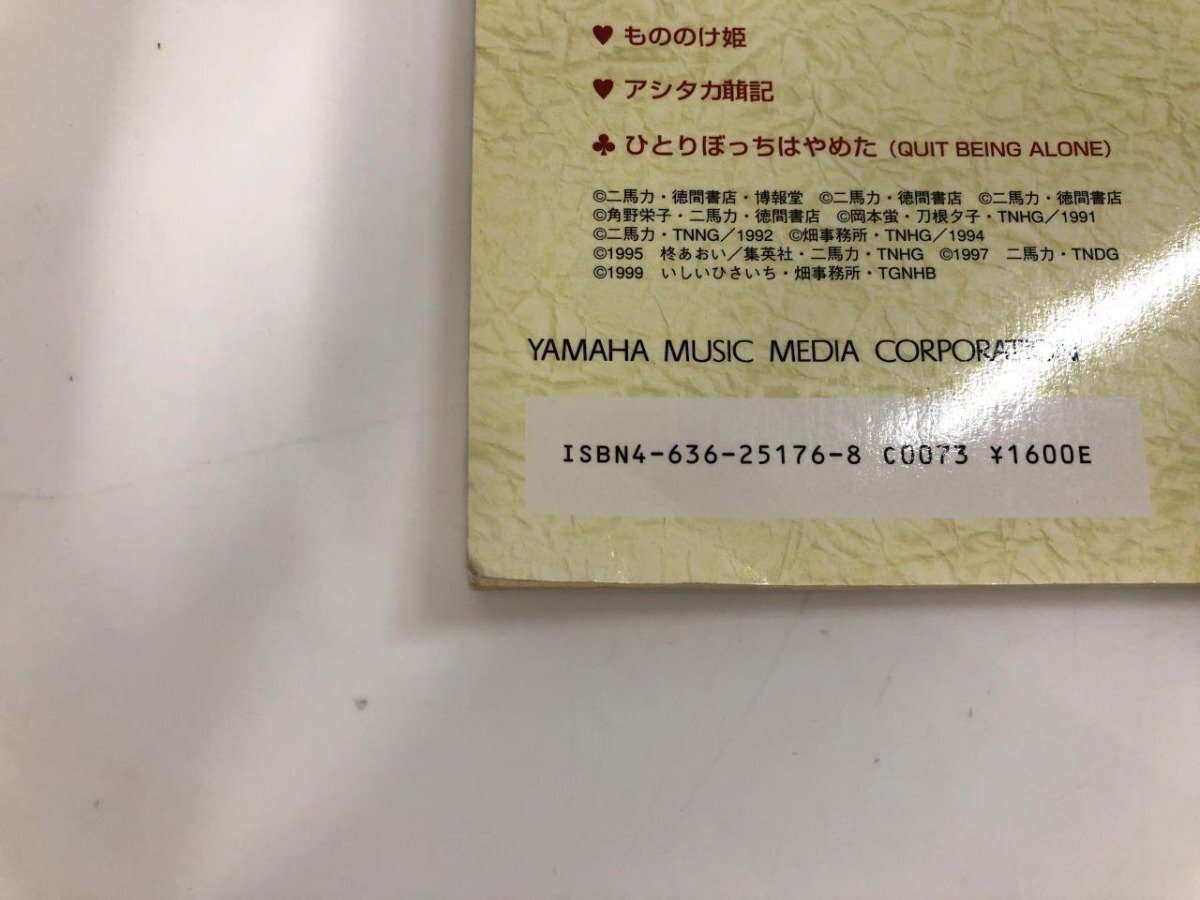 ♥ もののけ姫
♥ アシタカ𦻙記
♣ ひとりぼっちはやめた (QUIT BEING ALONE)
©二馬力・徳間書店・博報堂 ©二馬力・徳間書店 ©二馬力・徳間書店
©角野栄子・二馬力・徳間書店 ©岡本蛍・刀根夕子・TNHG／1991
©二馬力・TNNG／1992 ©畑事務所・TNHG／1994
©1995 柊あおい／集英社・二馬力・TNHG ©1997 二馬力・TNDG
©1999 いしいひさいち・畑事務所・TGNHB
YAMAHA MUSIC MEDIA CORPORATION
ISBN4-636-25176-8 C0073 ¥1600E